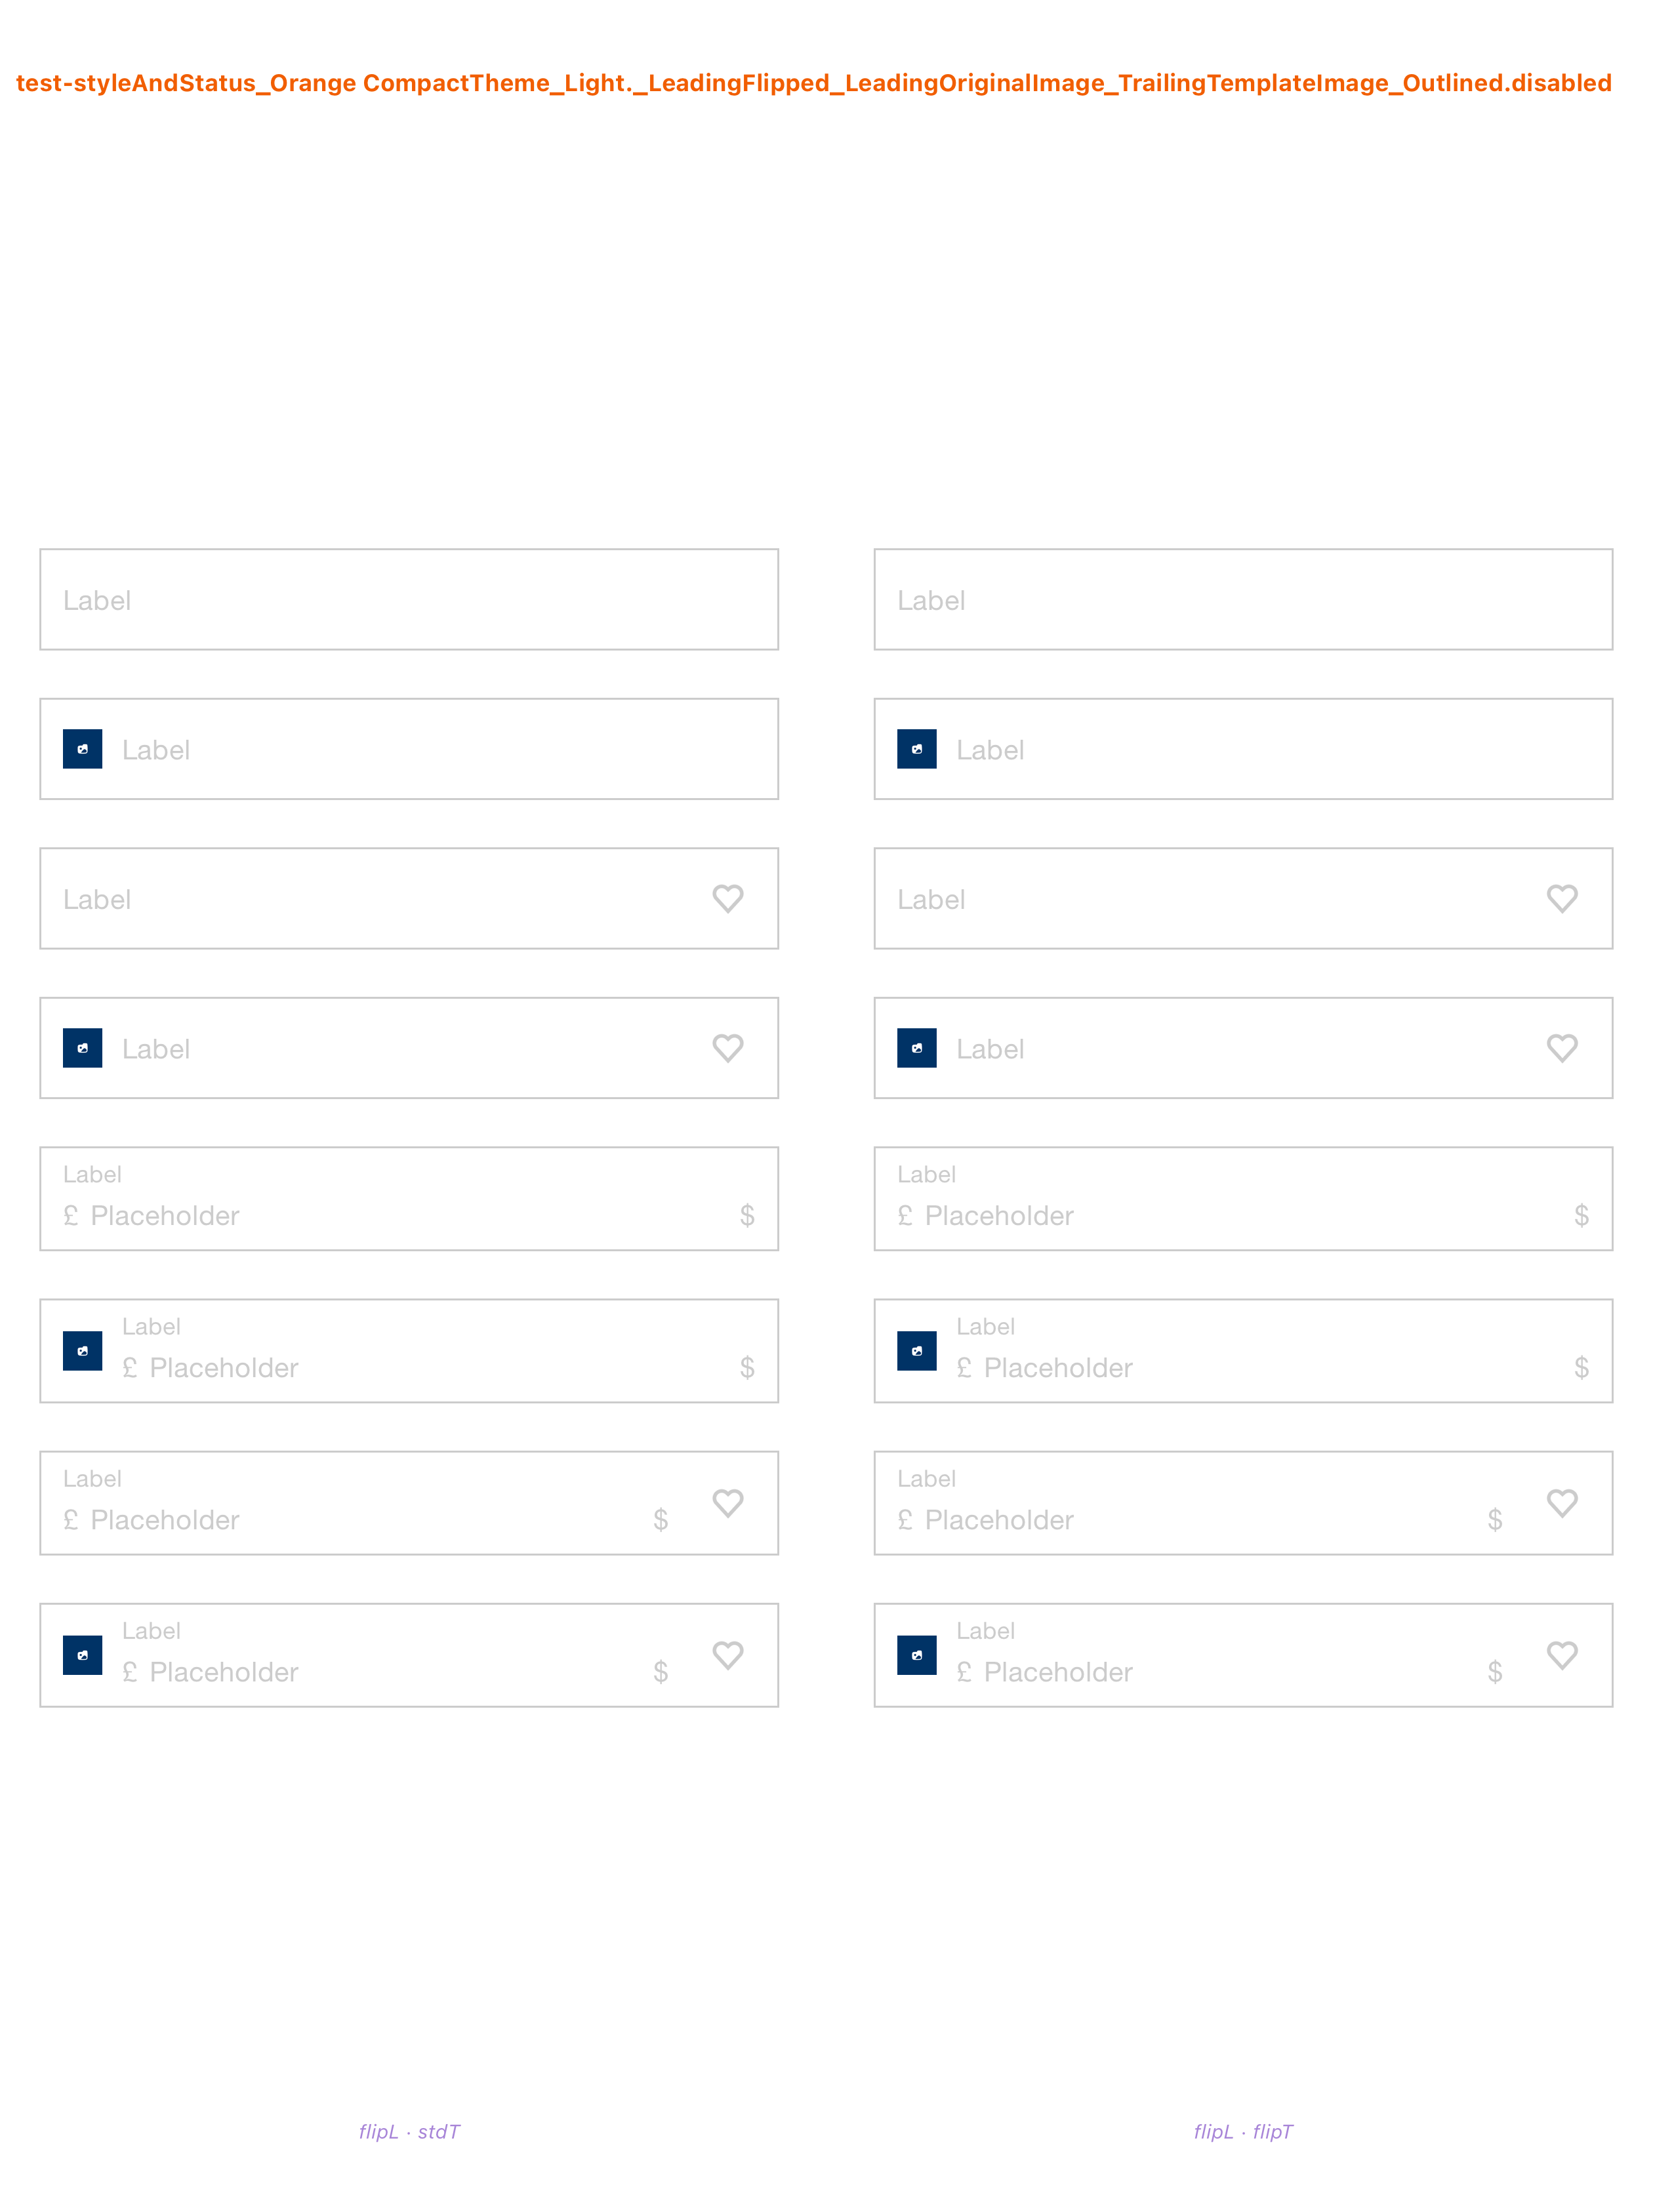 test-styleAndStatus_Orange CompactTheme_Light._LeadingFlipped_LeadingOriginalImage_TrailingTemplateImage_Outlined.disabled
Label
Label
Label
Label
Label
Label
Label
Label
Label
£ Placeholder $
Label
£ Placeholder $
Label
£ Placeholder $
Label
£ Placeholder $
Label
£ Placeholder $
Label
£ Placeholder $
Label
£ Placeholder $
Label
£ Placeholder $
flipL · stdT
flipL · flipT